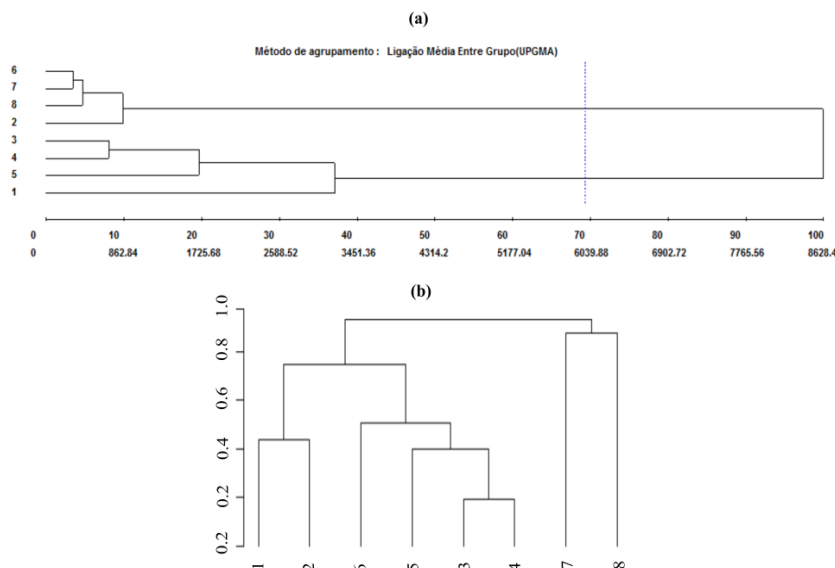 (a)
Método de agrupamento : Ligação Média Entre Grupo(UPGMA)
6
7
8
2
3
4
5
1
0 10 20 30 40 50 60 70 80 90 100
0 862.84 1725.68 2588.52 3451.36 4314.2 5177.04 6039.88 6902.72 7765.56 8628.4
(b)
1.0
0.8
0.6
0.4
0.2
0.2
1 2 6 5 3 4 7 8